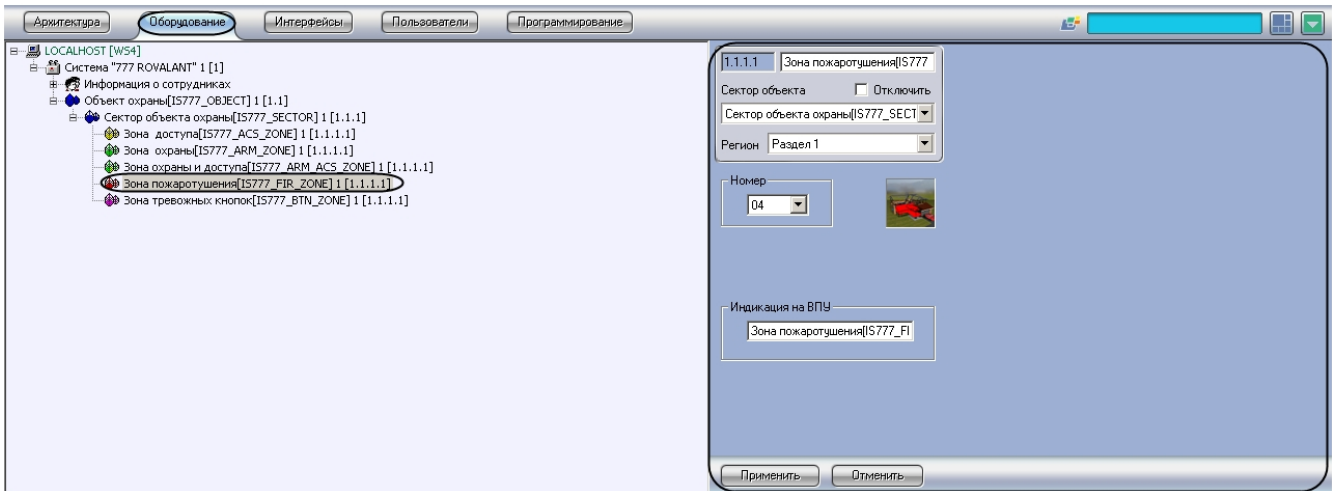 Архитектура Оборудование Интерфейсы Пользователи Программирование
LOCALHOST [WS4]
Система "777 ROVALANT" 1 [1]
Информация о сотрудниках
Объект охраны[IS777_OBJECT] 1 [1.1]
Сектор объекта охраны[IS777_SECTOR] 1 [1.1.1]
Зона доступа[IS777_ACS_ZONE] 1 [1.1.1.1]
Зона охраны[IS777_ARM_ZONE] 1 [1.1.1.1]
Зона охраны и доступа[IS777_ARM_ACS_ZONE] 1 [1.1.1.1]
Зона пожаротушения[IS777_FIR_ZONE] 1 [1.1.1.1]
Зона тревожных кнопок[IS777_BTN_ZONE] 1 [1.1.1.1]
1.1.1.1 Зона пожаротушения[IS777
Сектор объекта Отключить
Сектор объекта охраны[IS777_SECT
Регион Раздел 1
Номер
04
Индикация на ВПУ
Зона пожаротушения[IS777_FI
Применить Отменить